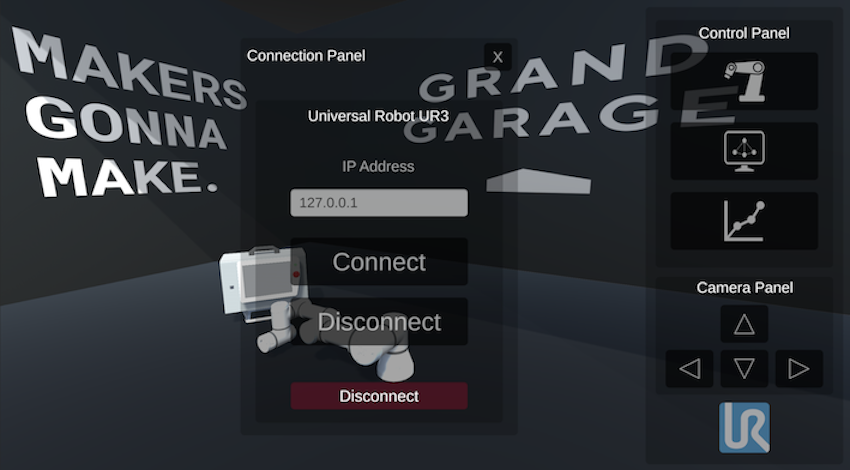 MAKERS
GONNA
MAKE.
GRAND
GARAGE
Connection Panel
X
Universal Robot UR3
IP Address
127.0.0.1
Connect
Disconnect
Disconnect
Control Panel
Camera Panel
UR